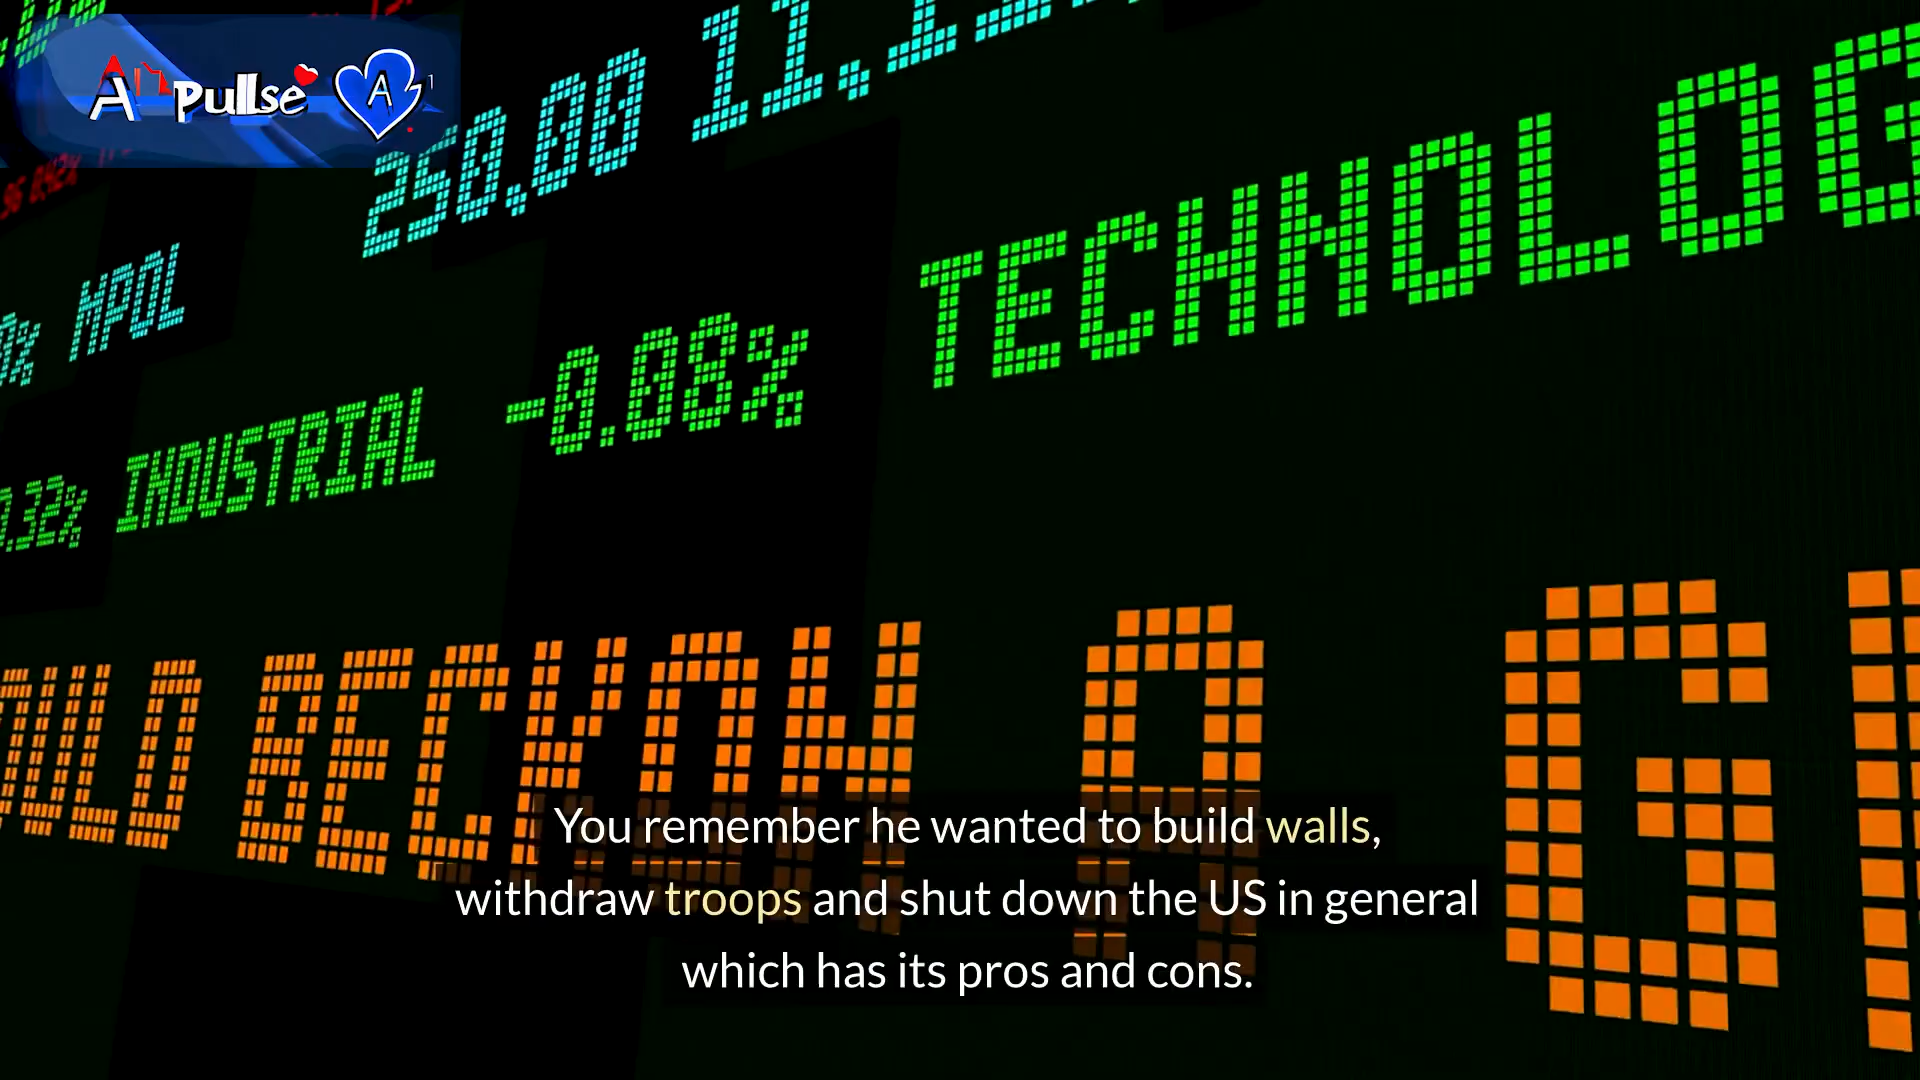 A pullse A
250,00 11,1
TECHNOLOG
MPOL
INDUSTRIAL -0.08%
BECKON A
You remember he wanted to build walls,
withdraw troops and shut down the US in general
which has its pros and cons.